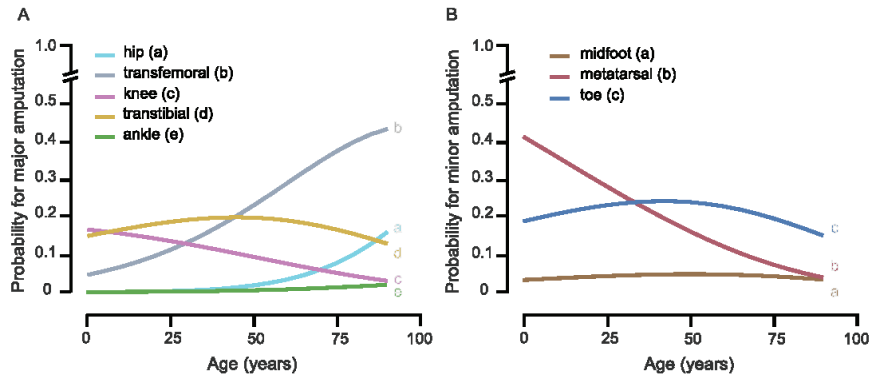 A
Probability for major amputation
1.0
0.5
0.4
0.3
0.2
0.1
0
hip (a)
transfemoral (b)
knee (c)
transtibial (d)
ankle (e)
b
a
d
c
e
0 25 50 75 100
Age (years)
B
Probability for minor amputation
1.0
0.5
0.4
0.3
0.2
0.1
0
midfoot (a)
metatarsal (b)
toe (c)
c
b
a
0 25 50 75 100
Age (years)